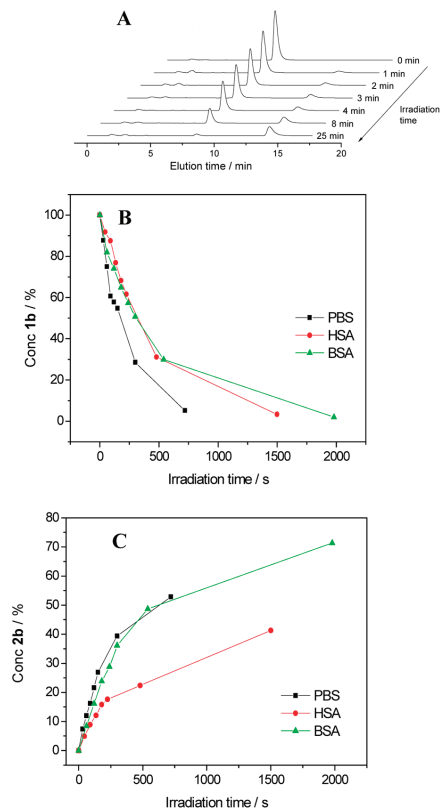 A
0 min
1 min
2 min
3 min
4 min
8 min
25 min
Irradiation
time
0 5 10 15 20
Elution time / min
B
100
80
60
40
20
0
Conc 1b / %
PBS
HSA
BSA
0 500 1000 1500 2000
Irradiation time / s
C
80
70
60
50
40
30
20
10
0
Conc 2b / %
PBS
HSA
BSA
0 500 1000 1500 2000
Irradiation time / s